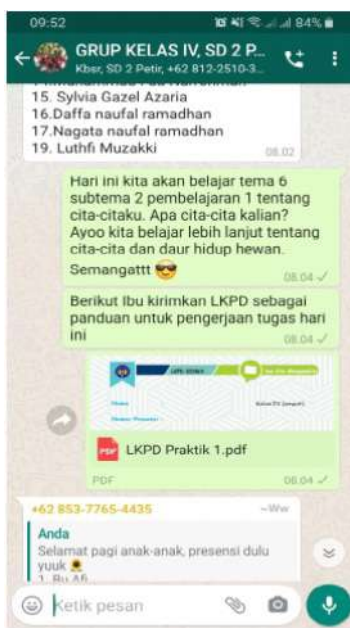 09:52
84%
GRUP KELAS IV, SD 2 P...
Kbsr, SD 2 Petir, +62 812-2510-3...
15. Sylvia Gazel Azaria
16.Daffa naufal ramadhan
17.Nagata naufal ramadhan
19. Luthfi Muzakki
08.02
Hari ini kita akan belajar tema 6
subtema 2 pembelajaran 1 tentang
cita-citaku. Apa cita-cita kalian?
Ayoo kita belajar lebih lanjut tentang
cita-cita dan daur hidup hewan.
Semangattt 😎
08.04
Berikut Ibu kirimkan LKPD sebagai
panduan untuk pengerjaan tugas hari
ini
08.04
PDF LKPD Praktik 1.pdf
PDF
08.04
+62 853-7765-4435 ~Ww
Anda
Selamat pagi anak-anak, presensi dulu
yuuk
Ketik pesan